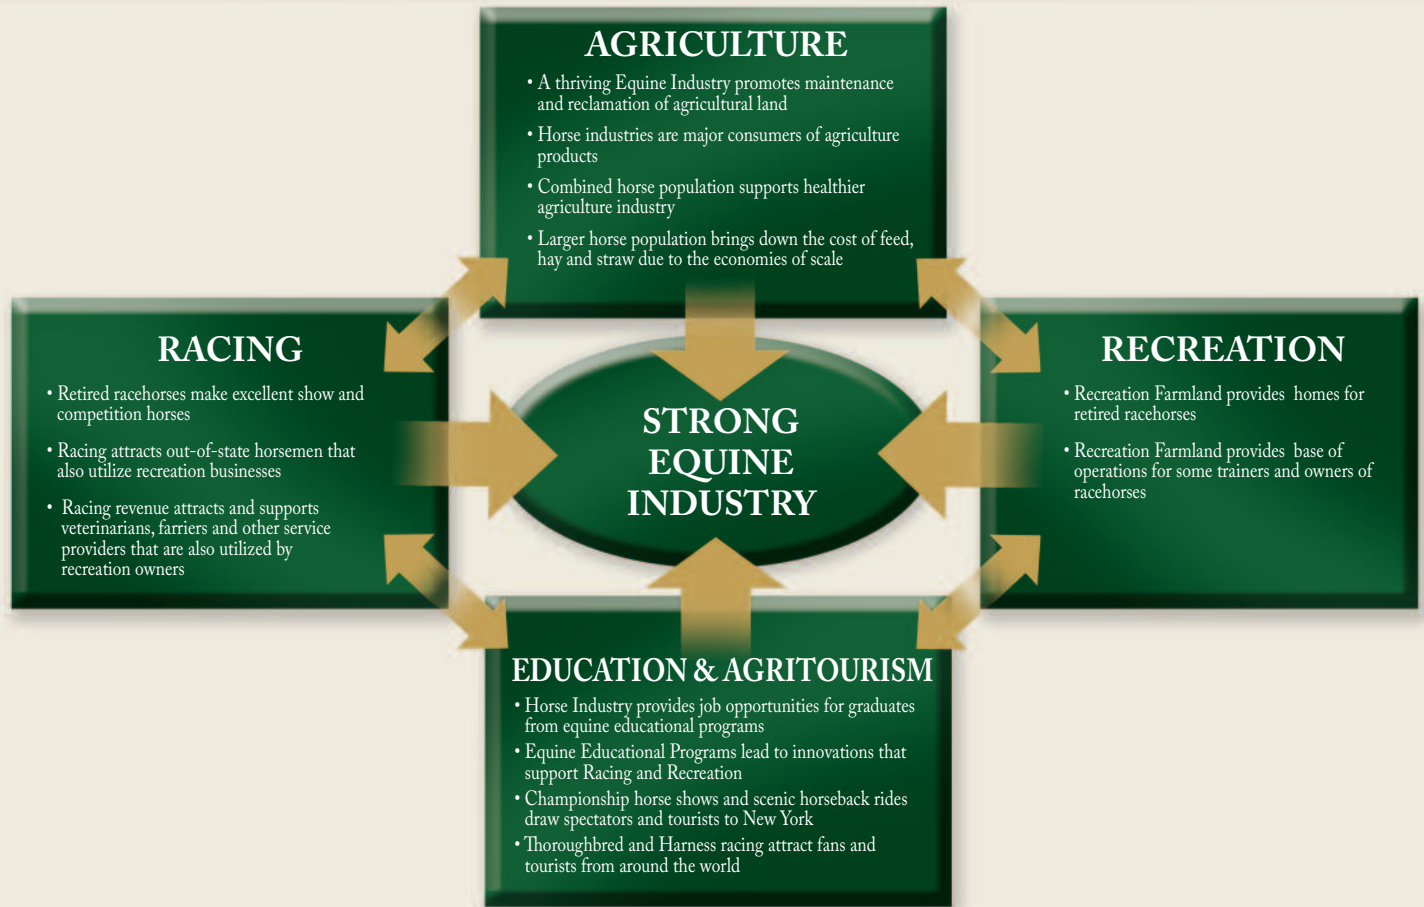 AGRICULTURE
• A thriving Equine Industry promotes maintenance
and reclamation of agricultural land
• Horse industries are major consumers of agriculture
products
• Combined horse population supports healthier
agriculture industry
• Larger horse population brings down the cost of feed,
hay and straw due to the economies of scale
RACING
• Retired racehorses make excellent show and
competition horses
• Racing attracts out-of-state horsemen that
also utilize recreation businesses
• Racing revenue attracts and supports
veterinarians, farriers and other service
providers that are also utilized by
recreation owners
STRONG
EQUINE
INDUSTRY
RECREATION
• Recreation Farmland provides homes for
retired racehorses
• Recreation Farmland provides base of
operations for some trainers and owners of
racehorses
EDUCATION & AGRITOURISM
• Horse Industry provides job opportunities for graduates
from equine educational programs
• Equine Educational Programs lead to innovations that
support Racing and Recreation
• Championship horse shows and scenic horseback rides
draw spectators and tourists to New York
• Thoroughbred and Harness racing attract fans and
tourists from around the world